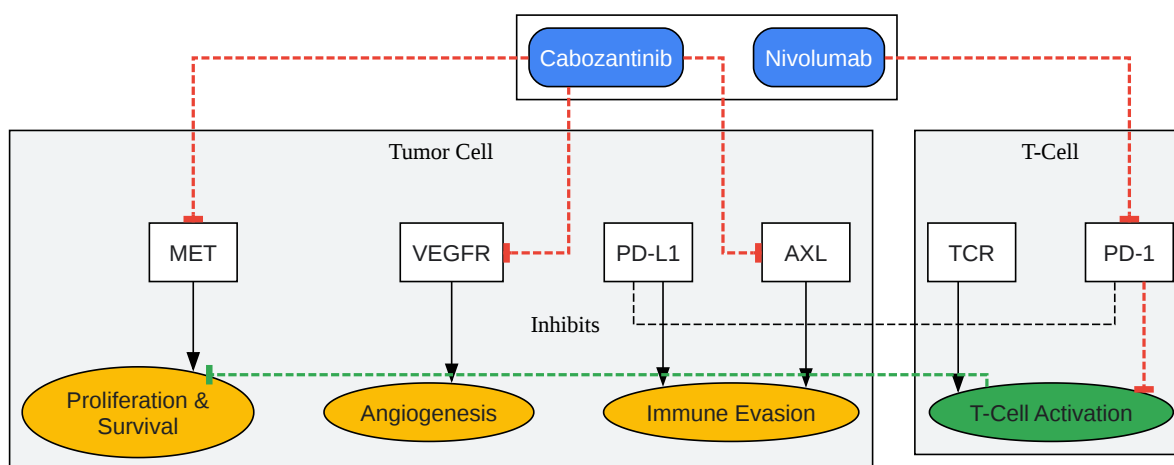 Cabozantinib
Nivolumab
Tumor Cell
T-Cell
MET
VEGFR
PD-L1
AXL
TCR
PD-1
Inhibits
Proliferation &
Survival
Angiogenesis
Immune Evasion
T-Cell Activation